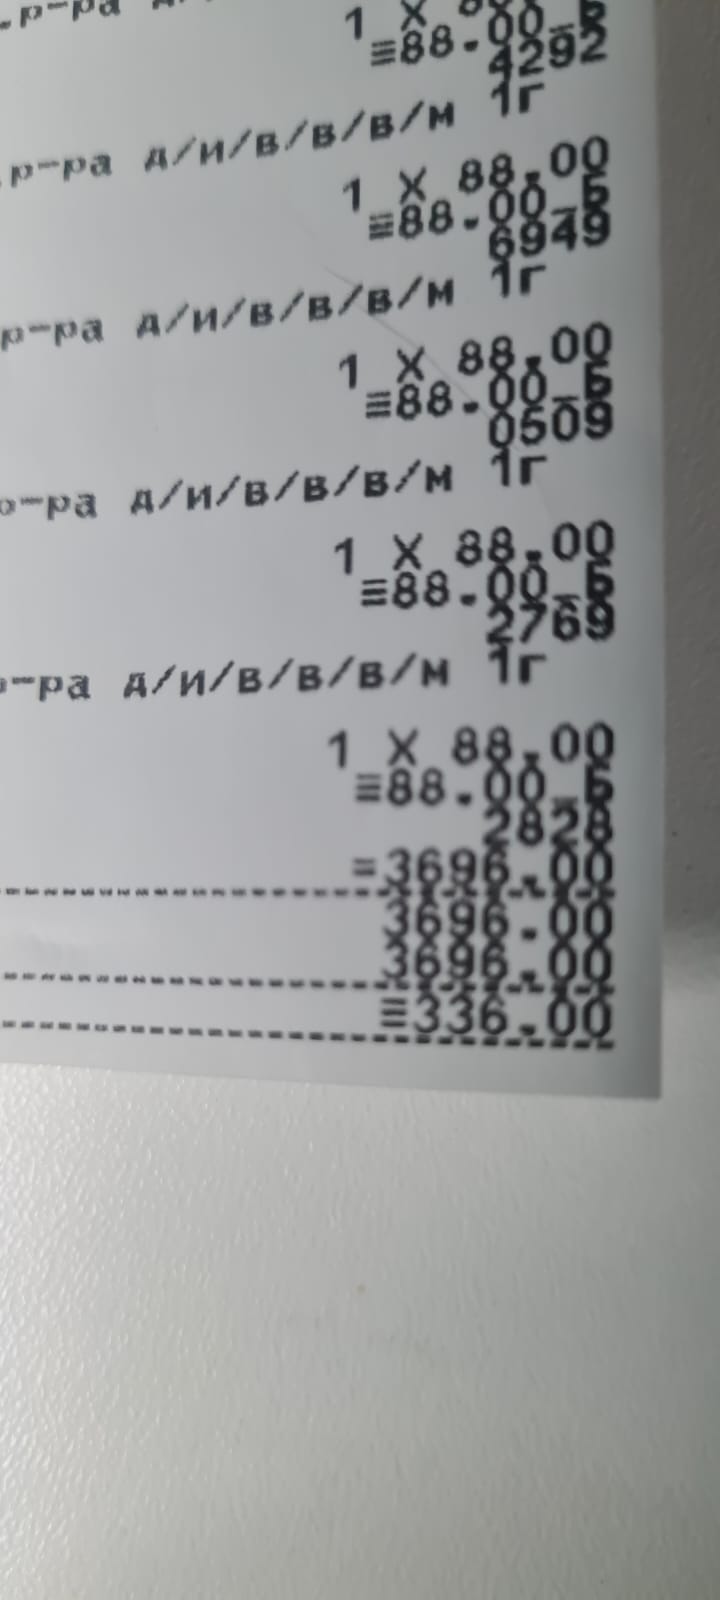 р-ра
1 X
≡88.00_Б
4292
р-ра д/и/в/в/в/м 1г
1 X 88.00
≡88.00_Б
6949
р-ра д/и/в/в/в/м 1г
1 X 88.00
≡88.00_Б
0509
р-ра д/и/в/в/в/м 1г
1 X 88.00
≡88.00_Б
2769
р-ра д/и/в/в/в/м 1г
1 X 88.00
≡88.00_Б
2828
=3696.00
3696.00
3696.00
≡336.00